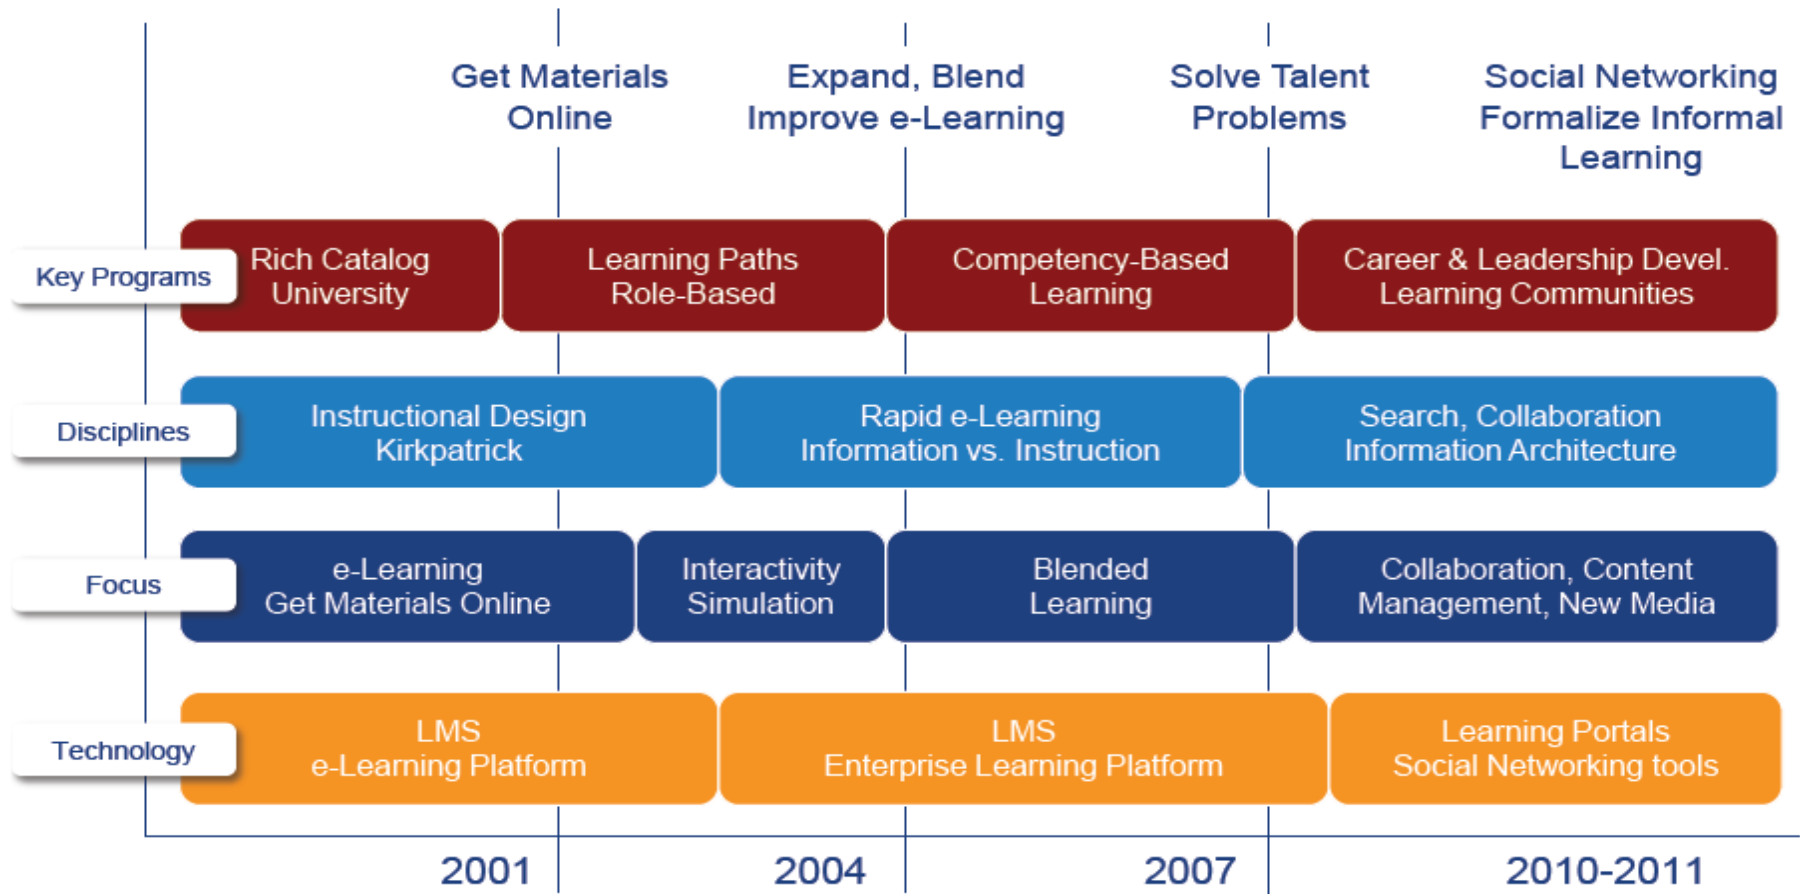 Get Materials
Online
Expand, Blend
Improve e-Learning
Solve Talent
Problems
Social Networking
Formalize Informal
Learning
Key Programs
Rich Catalog
University
Learning Paths
Role-Based
Competency-Based
Learning
Career & Leadership Devel.
Learning Communities
Disciplines
Instructional Design
Kirkpatrick
Rapid e-Learning
Information vs. Instruction
Search, Collaboration
Information Architecture
Focus
e-Learning
Get Materials Online
Interactivity
Simulation
Blended
Learning
Collaboration, Content
Management, New Media
Technology
LMS
e-Learning Platform
LMS
Enterprise Learning Platform
Learning Portals
Social Networking tools
2001
2004
2007
2010-2011